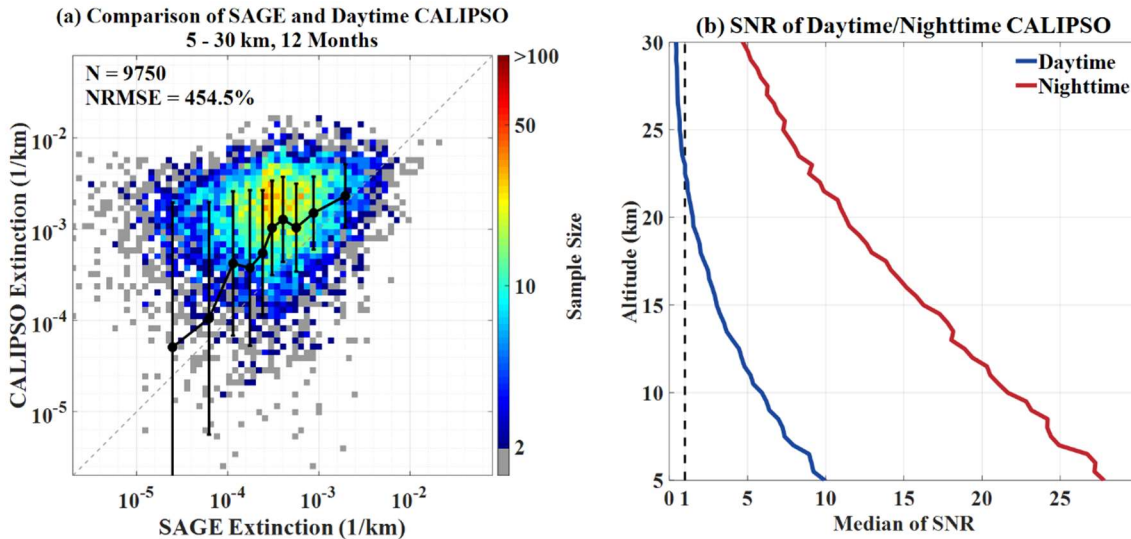 (a) Comparison of SAGE and Daytime CALIPSO
5 - 30 km, 12 Months
N = 9750
NRMSE = 454.5%
CALIPSO Extinction (1/km)
10-2
10-3
10-4
10-5
10-5 10-4 10-3 10-2
SAGE Extinction (1/km)
>100
50
10
2
Sample Size
(b) SNR of Daytime/Nighttime CALIPSO
Daytime
Nighttime
Altitude (km)
30
25
20
15
10
5
0 1 5 10 15 20 25
Median of SNR